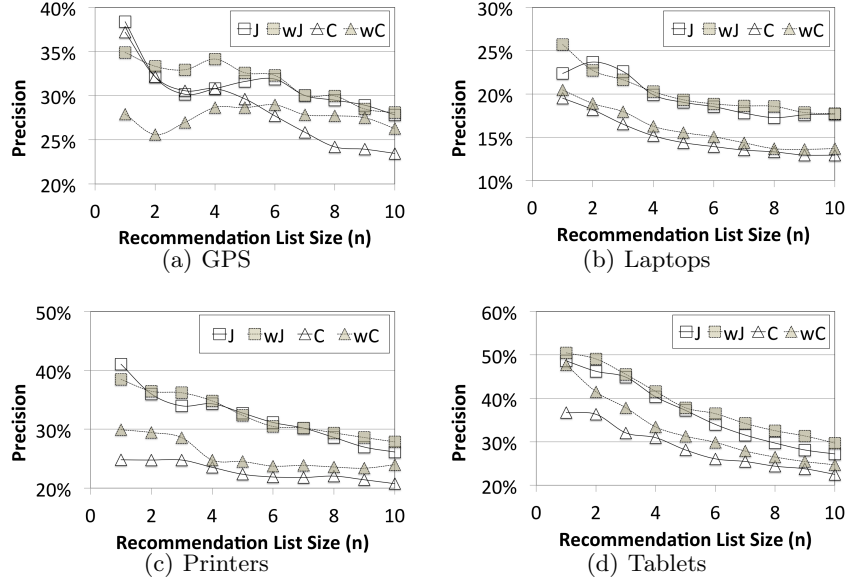 40%
35%
30%
25%
20%
Precision
J wJ C wC
0 2 4 6 8 10
Recommendation List Size (n)
(a) GPS
30%
25%
20%
15%
10%
Precision
J wJ C wC
0 2 4 6 8 10
Recommendation List Size (n)
(b) Laptops
50%
40%
30%
20%
Precision
J wJ C wC
0 2 4 6 8 10
Recommendation List Size (n)
(c) Printers
60%
50%
40%
30%
20%
Precision
J wJ C wC
0 2 4 6 8 10
Recommendation List Size (n)
(d) Tablets